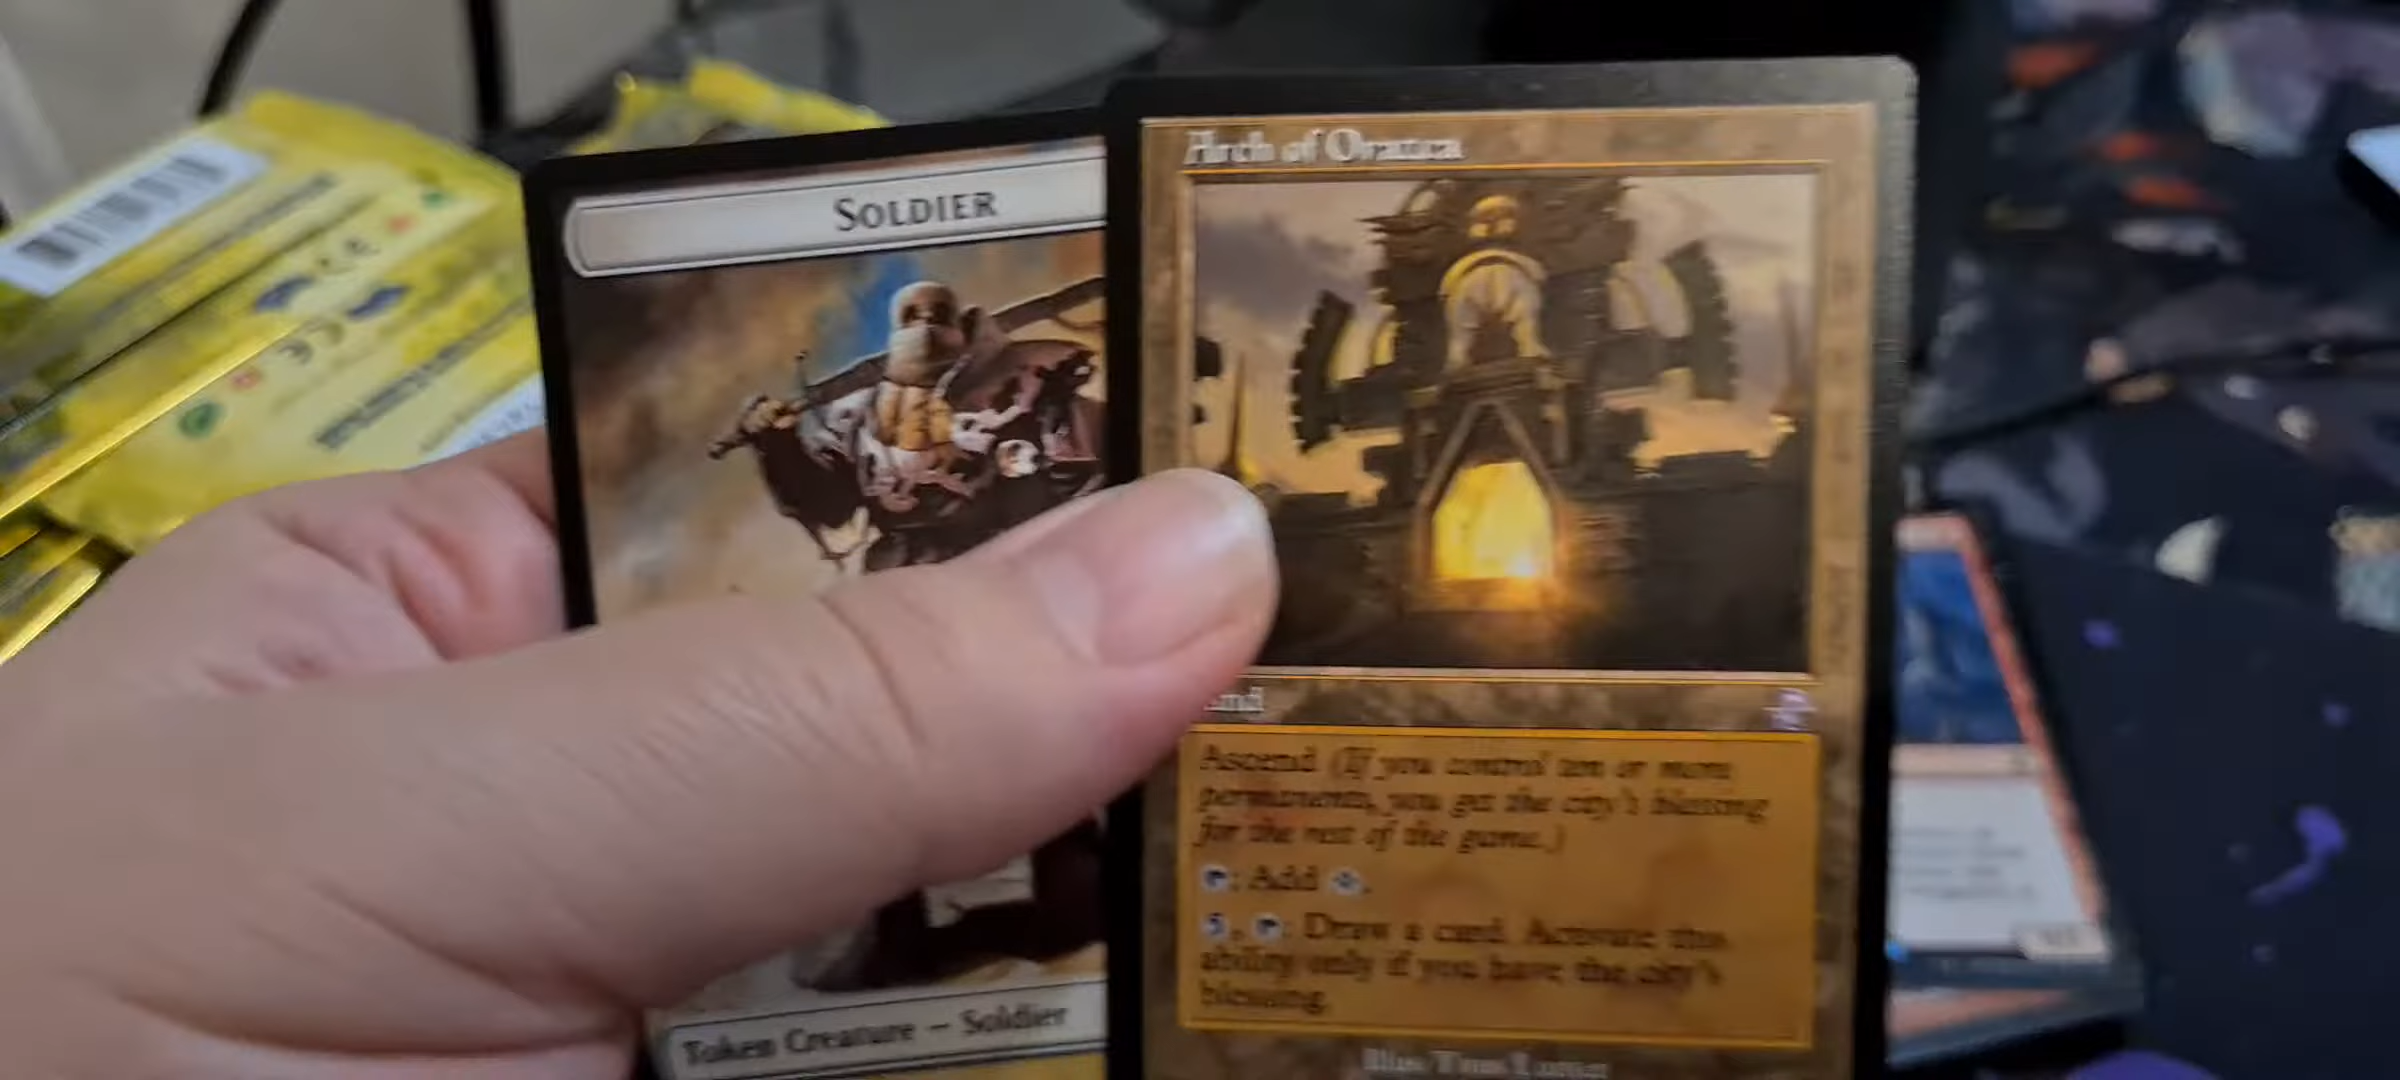 SOLDIER
Arch of Orazca
Land
Ascend (If you control ten or more
permanents, you get the city's blessing
for the rest of the game.)
: Add .
5, : Draw a card. Activate this
ability only if you have the city's
blessing.
Token Creature – Soldier